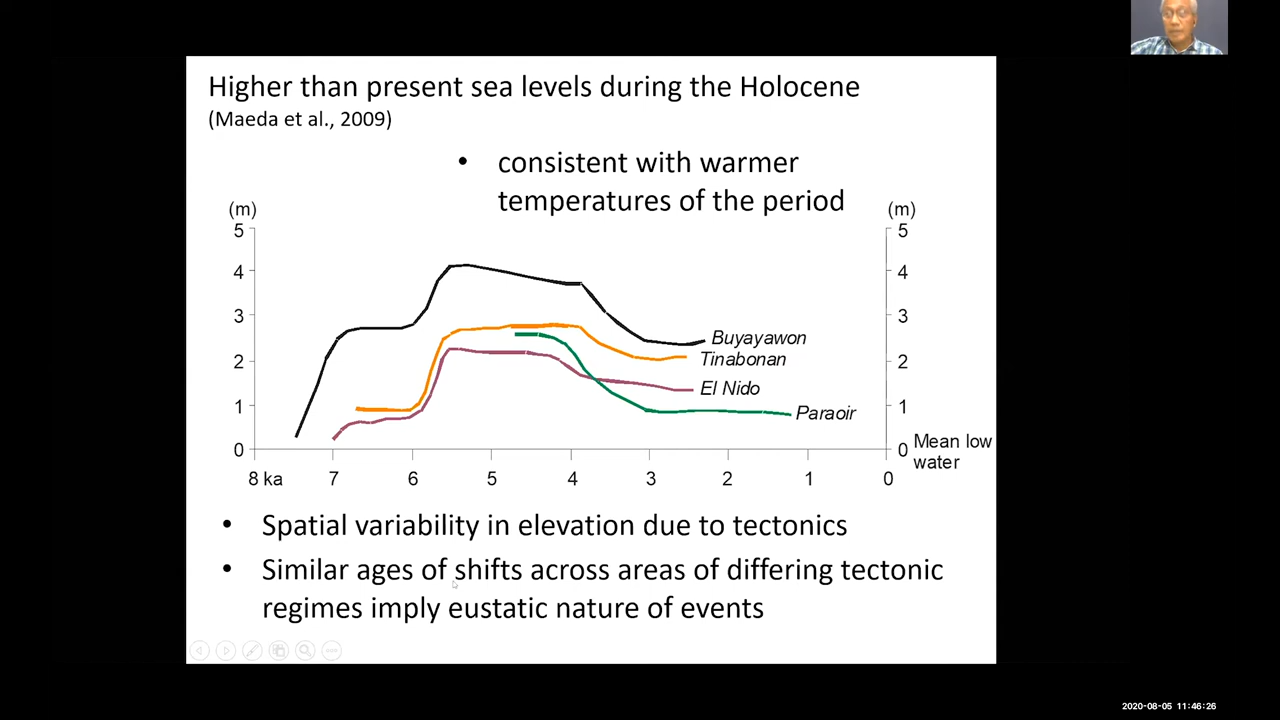 Higher than present sea levels during the Holocene
(Maeda et al., 2009)
• consistent with warmer
temperatures of the period
(m) (m)
5 5
4 4
3 3
Buyayawon
2 Tinabonan 2
El Nido
1 Paraoir 1
0 0 Mean low
water
8 ka 7 6 5 4 3 2 1 0
• Spatial variability in elevation due to tectonics
• Similar ages of shifts across areas of differing tectonic
regimes imply eustatic nature of events
2020-08-05 11:46:26